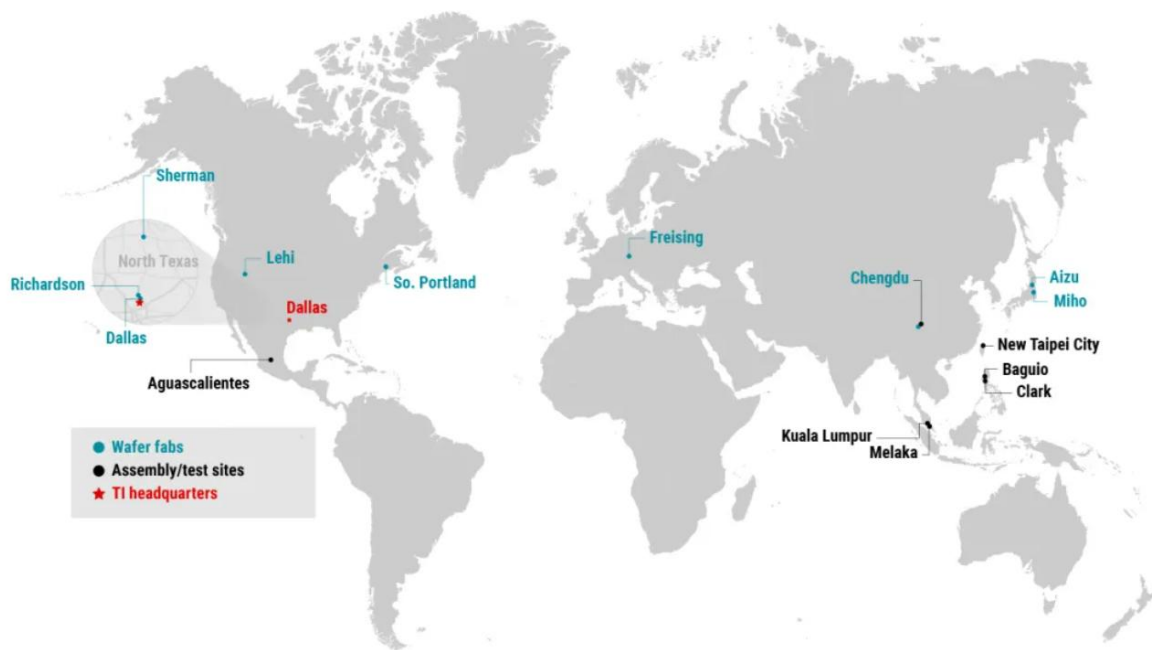 Sherman
North Texas
Richardson
Dallas
Lehi
So. Portland
Dallas
Aguascalientes
Freising
Chengdu
Aizu
Miho
New Taipei City
Baguio
Clark
Kuala Lumpur
Melaka
Wafer fabs
Assembly/test sites
TI headquarters